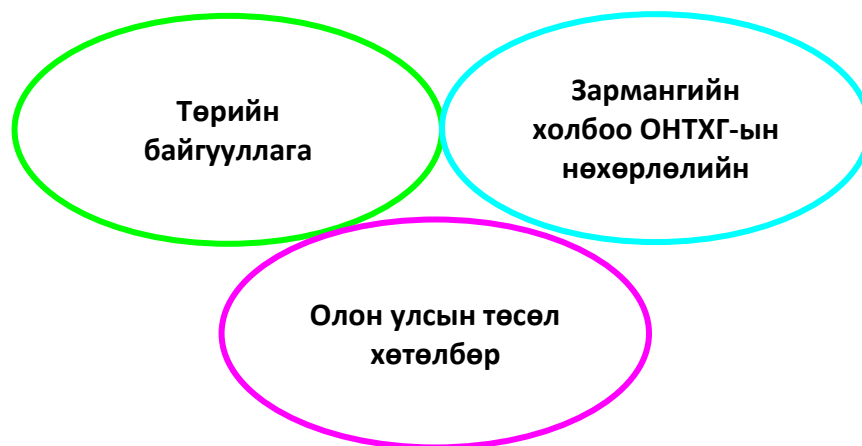 Төрийн
байгууллага
Зармангийн
холбоо ОНТХГ-ын
нөхөрлөлийн
Олон улсын төсөл
хөтөлбөр